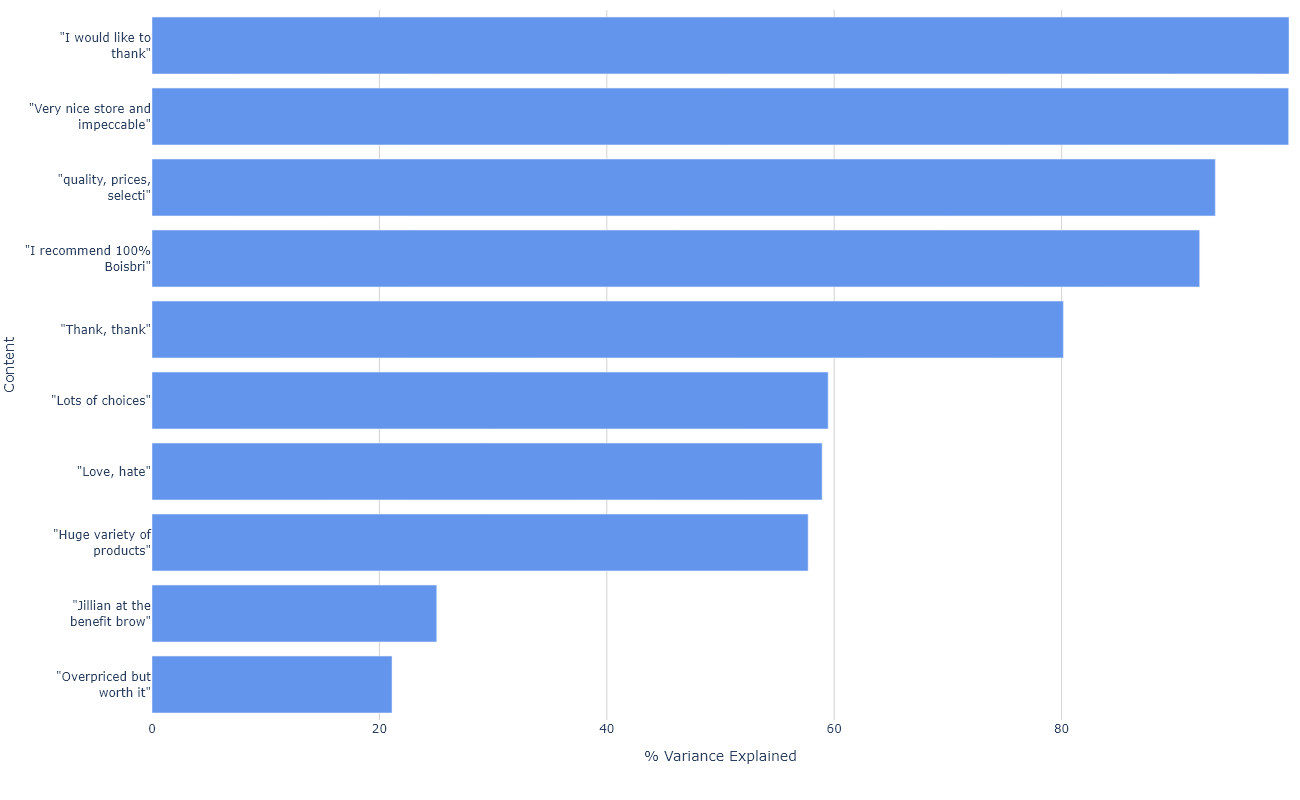 "I would like to
thank"
"Very nice store and
impeccable"
"quality, prices,
selecti"
"I recommend 100%
Boisbri"
"Thank, thank"
"Lots of choices"
"Love, hate"
"Huge variety of
products"
"Jillian at the
benefit brow"
"Overpriced but
worth it"
Content
0 20 40 60 80
% Variance Explained